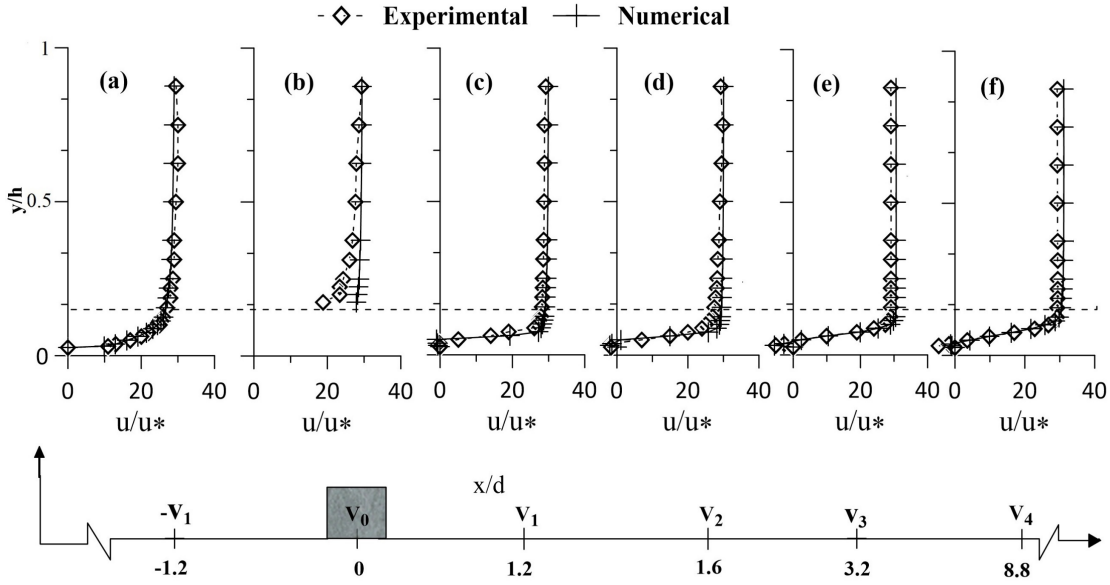 Experimental Numerical
1 (a) (b) (c) (d) (e) (f)
y/h
0.5
0
0 20 40 0 20 40 0 20 40 0 20 40 0 20 40 0 20 40
u/u* u/u* u/u* u/u* u/u* u/u*
x/d
-V1 V0 V1 V2 V3 V4
-1.2 0 1.2 1.6 3.2 8.8